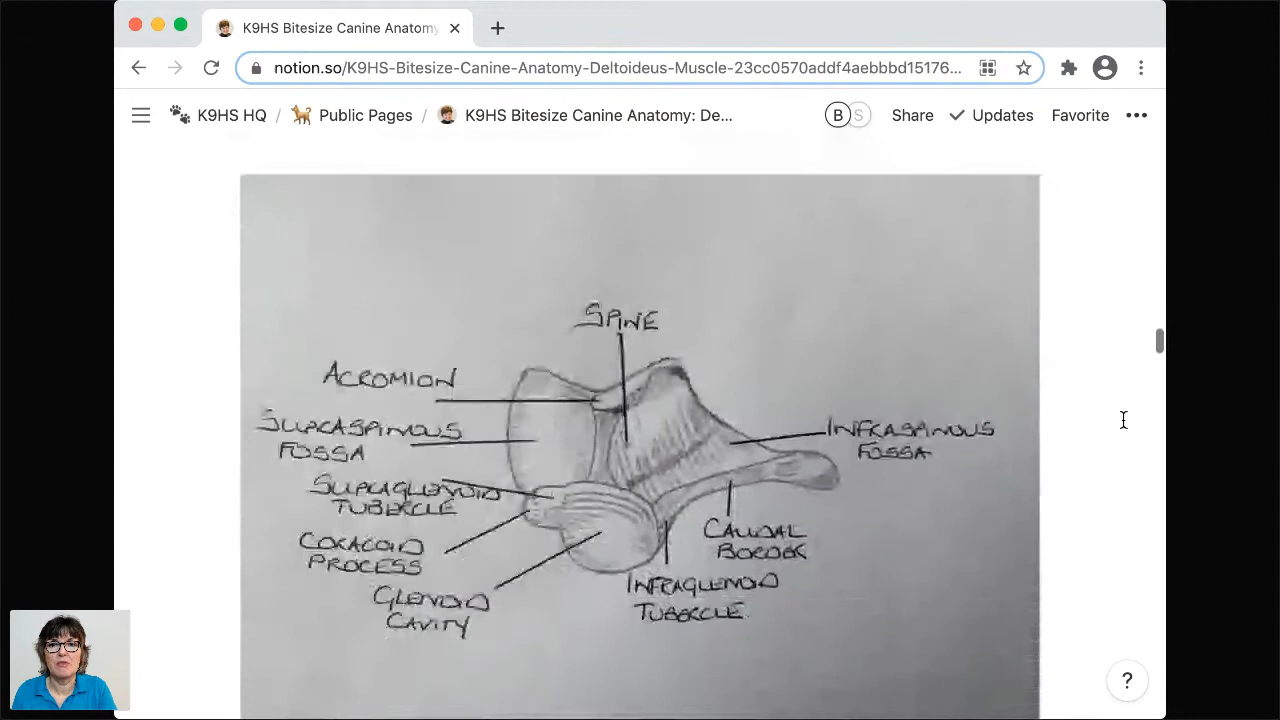 K9HS Bitesize Canine Anatomy
notion.so/K9HS-Bitesize-Canine-Anatomy-Deltoideus-Muscle-23cc0570addf4aebbbd15176...
K9HS HQ / Public Pages / K9HS Bitesize Canine Anatomy: De... B S Share Updates Favorite
SPINE
ACROMION
SUPRASPINOUS
FOSSA
INFRASPINOUS
FOSSA
SUPRAGLENOID
TUBERCLE
CORACOID
PROCESS
GLENOID
CAVITY
CAUDAL
BORDER
INFRAGLENOID
TUBERCLE
?